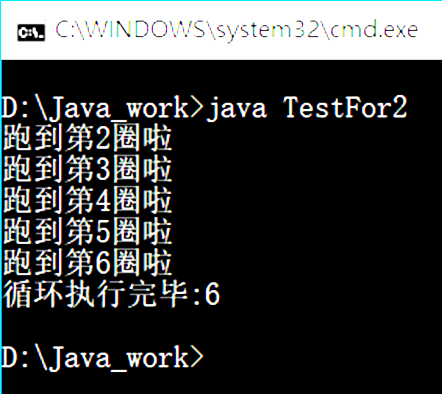 C:\WINDOWS\system32\cmd.exe
D:\Java_work>java TestFor2
跑到第2圈啦
跑到第3圈啦
跑到第4圈啦
跑到第5圈啦
跑到第6圈啦
循环执行完毕:6
D:\Java_work>